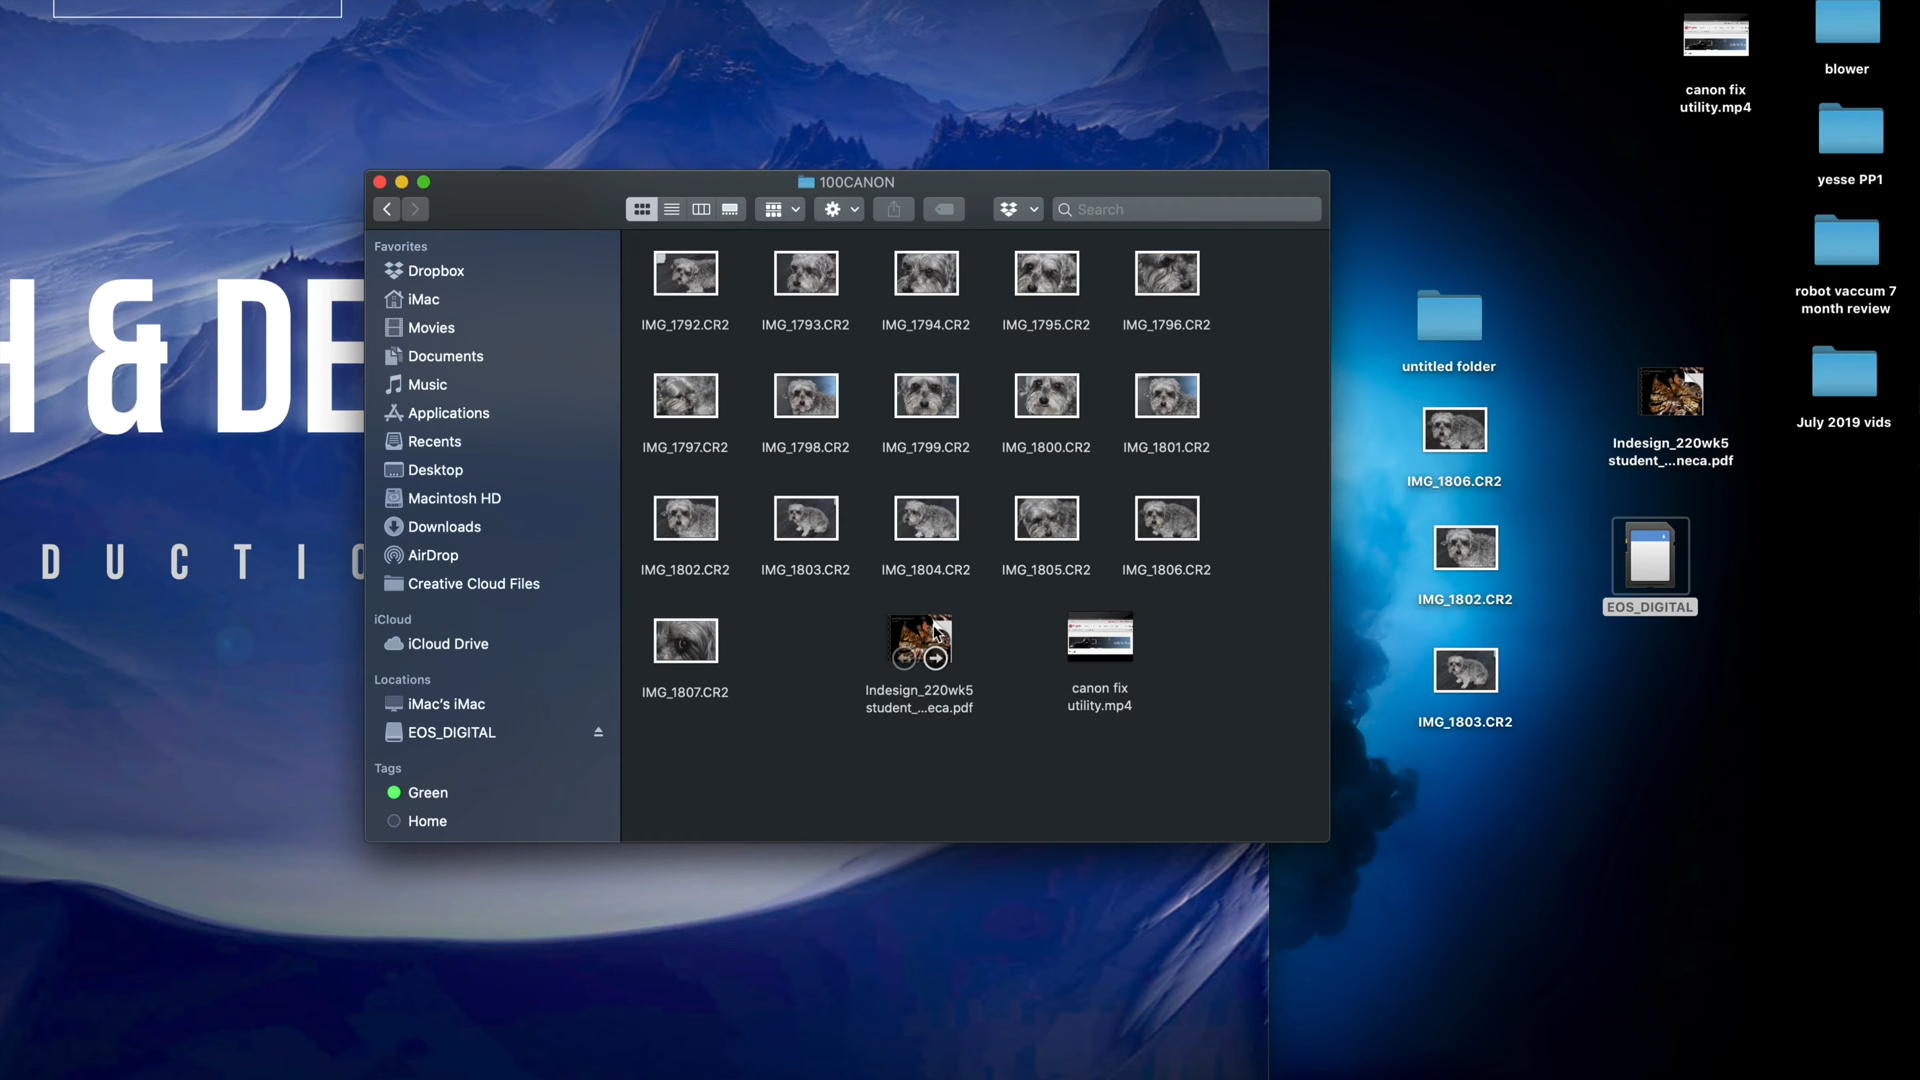 H & DE
DUCTIO
100CANON
Search
Favorites
Dropbox
iMac
Movies
Documents
Music
Applications
Recents
Desktop
Macintosh HD
Downloads
AirDrop
Creative Cloud Files
iCloud
iCloud Drive
Locations
iMac's iMac
EOS_DIGITAL
Tags
Green
Home
IMG_1792.CR2
IMG_1793.CR2
IMG_1794.CR2
IMG_1795.CR2
IMG_1796.CR2
IMG_1797.CR2
IMG_1798.CR2
IMG_1799.CR2
IMG_1800.CR2
IMG_1801.CR2
IMG_1802.CR2
IMG_1803.CR2
IMG_1804.CR2
IMG_1805.CR2
IMG_1806.CR2
IMG_1807.CR2
Indesign_220wk5
student_...eca.pdf
canon fix
utility.mp4
canon fix
utility.mp4
blower
yesse PP1
robot vaccum 7
month review
July 2019 vids
untitled folder
IMG_1806.CR2
IMG_1802.CR2
IMG_1803.CR2
Indesign_220wk5
student_...neca.pdf
EOS_DIGITAL